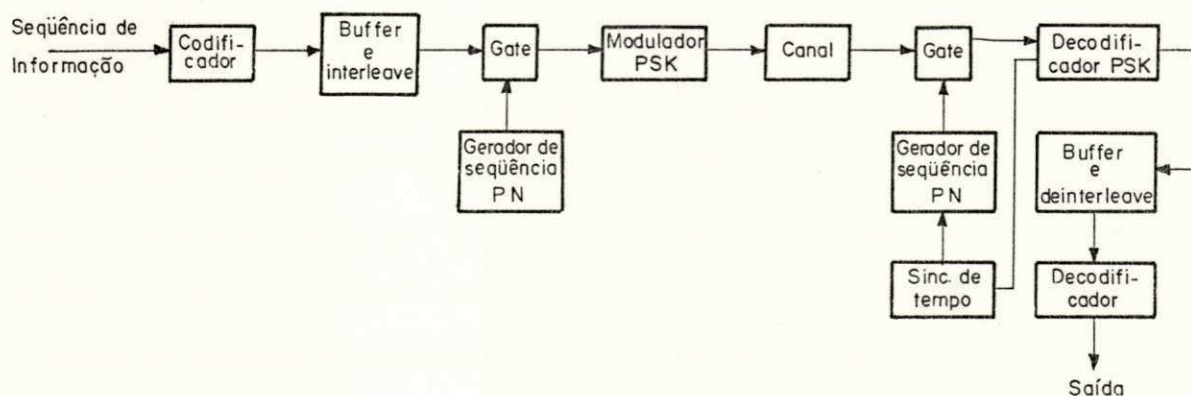 Seqüência de
Informação
Codifi-
cador
Buffer
e
interleave
Gate
Modulador
PSK
Canal
Gate
Decodifi-
cador PSK
Gerador de
seqüência
PN
Gerador de
seqüência
PN
Buffer
e
deinterleave
Sinc. de
tempo
Decodifi-
cador
Saída